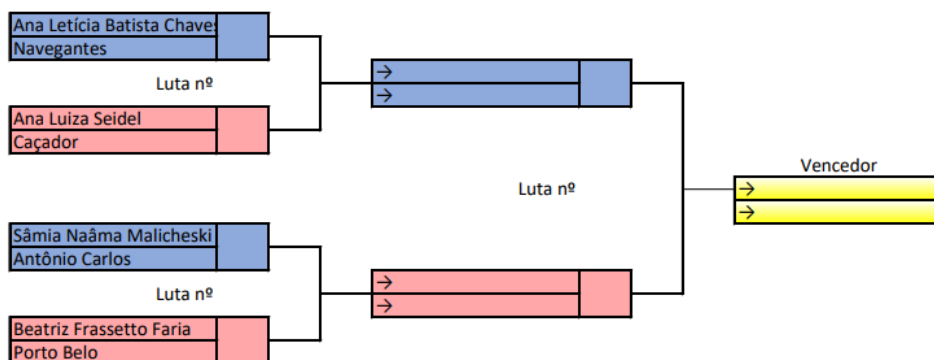 Ana Letícia Batista Chaves
Navegantes
Luta nº
Ana Luiza Seidel
Caçador
→
→
Luta nº
Vencedor
→
→
Sâmia Naâma Malicheski
Antônio Carlos
Luta nº
Beatriz Frassetto Faria
Porto Belo
→
→